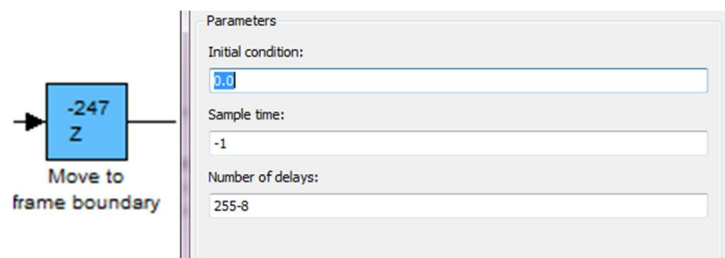 -247
Z
Move to
frame boundary
Parameters
Initial condition:
0.0
Sample time:
-1
Number of delays:
255-8